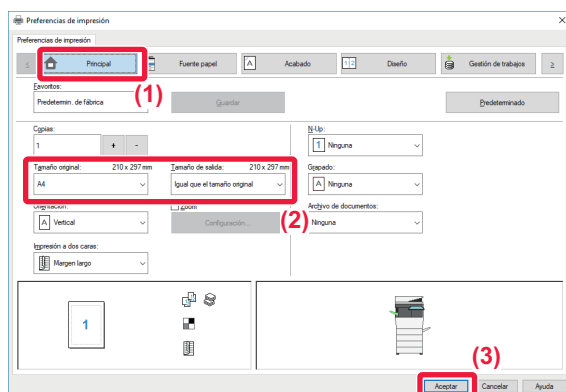 Preferencias de impresión
Preferencias de impresión
Principal
Fuente papel
A
Acabado
1 2
Diseño
Gestión de trabajos
(1)
Favoritos:
Predetermin. de fábrica
Guardar
Predeterminado
Copias:
1
+
-
N-Up:
1
Ninguna
Tamaño original:
210 x 297 mm
Tamaño de salida:
210 x 297 mm
Grapado:
A4
Igual que el tamaño original
A
Ninguna
(2)
Orientación:
Zoom
Archivo de documentos:
A
Vertical
Configuración...
Ninguna
Impresión a dos caras:
Margen largo
1
(3)
Aceptar
Cancelar
Ayuda